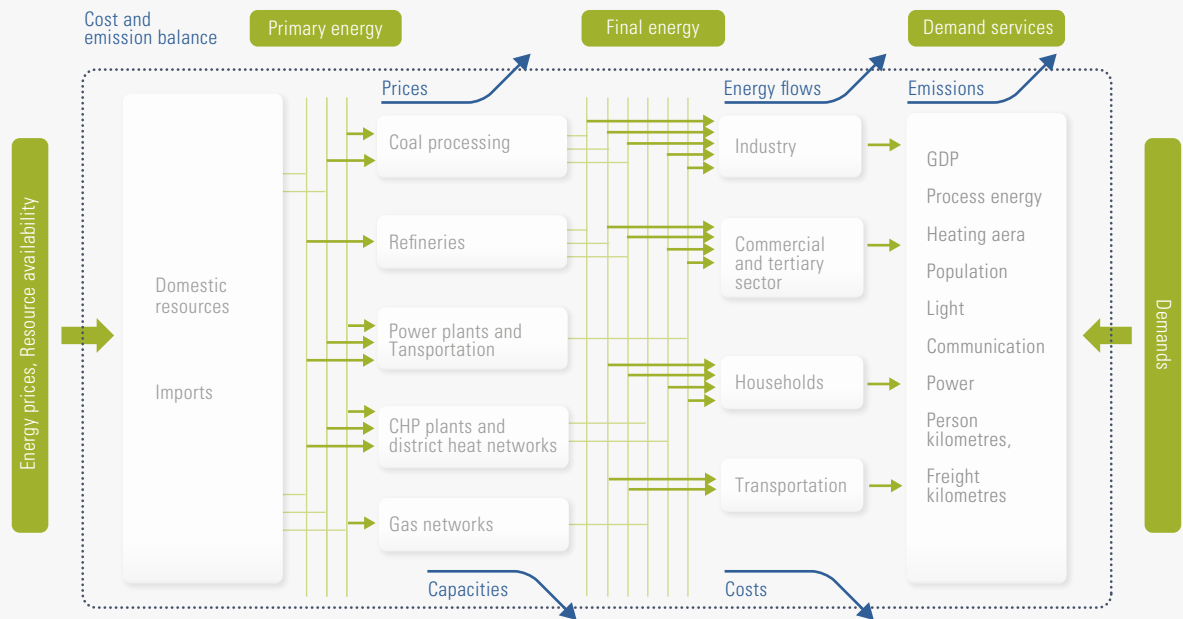 Cost and
emission balance
Primary energy
Final energy
Demand services
Prices
Energy flows
Emissions
Energy prices, Resource availability
Domestic
resources
Imports
Coal processing
Refineries
Power plants and
Tansportation
CHP plants and
district heat networks
Gas networks
Industry
Commercial
and tertiary
sector
Households
Transportation
GDP
Process energy
Heating aera
Population
Light
Communication
Power
Person
kilometres,
Freight
kilometres
Demands
Capacities
Costs